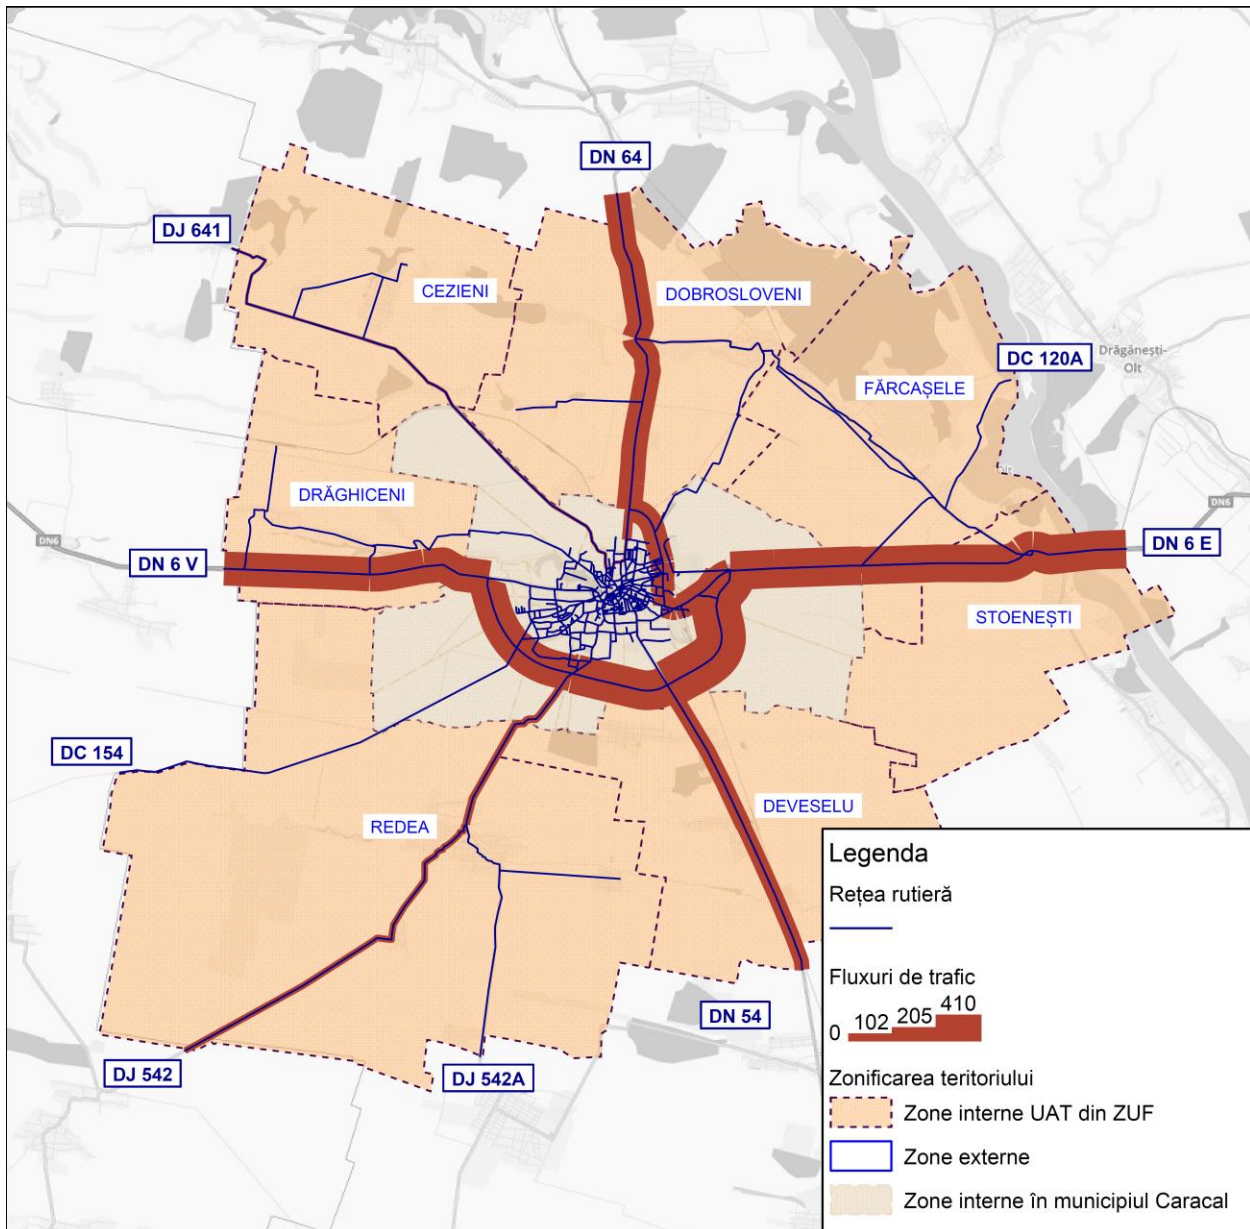 DN 64
DJ 641
CEZIENI
DOBROSLOVENI
Drăgănești-
Olt
DC 120A
FĂRCAȘELE
DRĂGHICENI
DN6
DN6
DN 6 V
DN 6 E
STOENEȘTI
DC 154
DEVESELU
REDEA
DN 54
DJ 542
DJ 542A
Legenda
Rețea rutieră
Fluxuri de trafic
0 102 205 410
Zonificarea teritoriului
Zone interne UAT din ZUF
Zone externe
Zone interne în municipiul Caracal